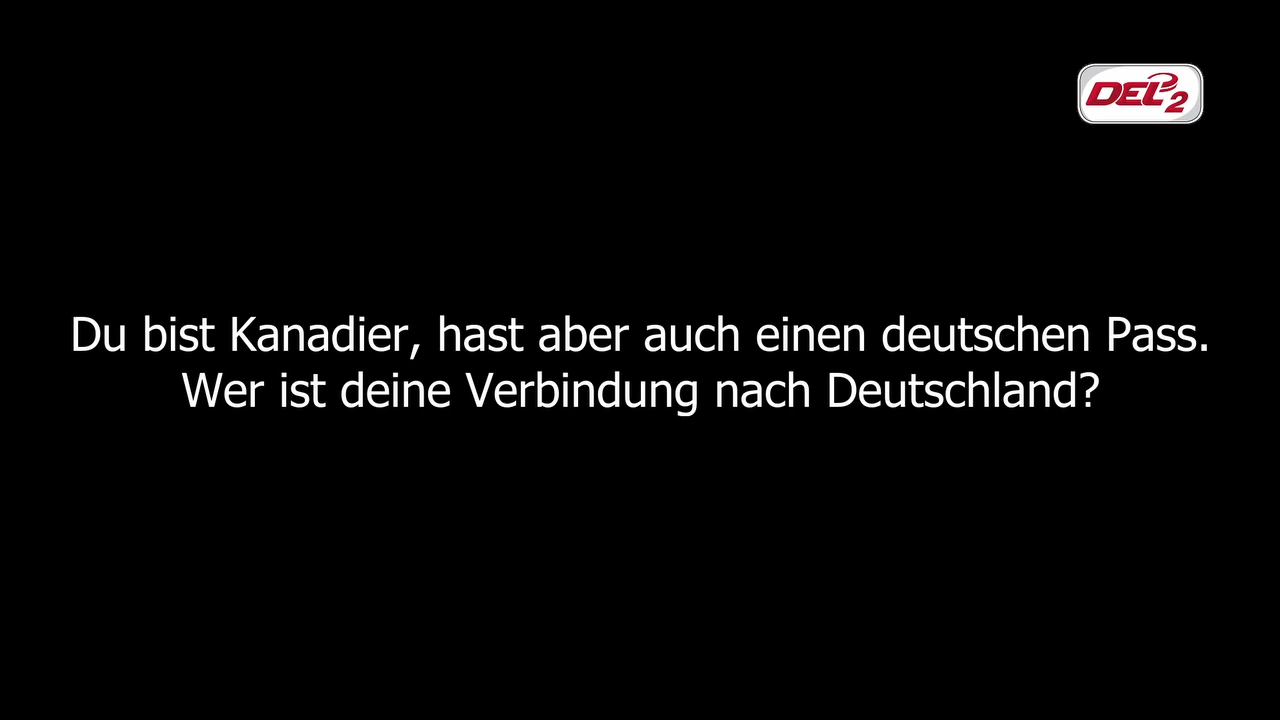 DEL2
Du bist Kanadier, hast aber auch einen deutschen Pass.
Wer ist deine Verbindung nach Deutschland?